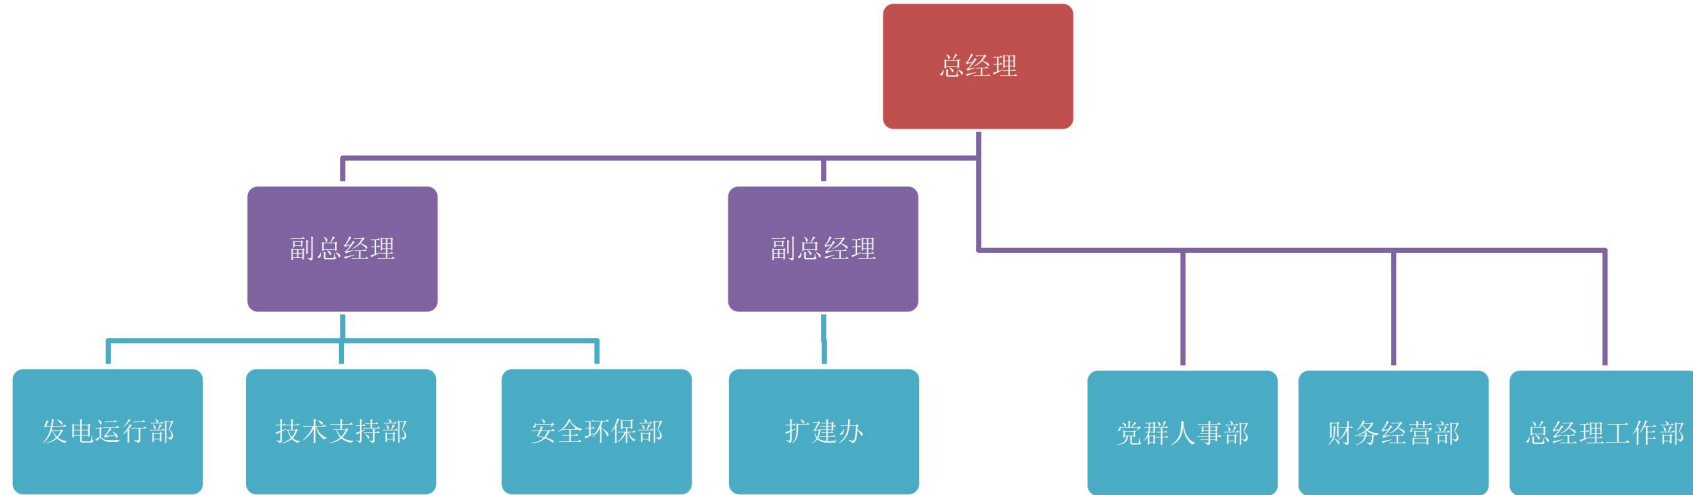 总经理
副总经理
副总经理
发电运行部
技术支持部
安全环保部
扩建办
党群人事部
财务经营部
总经理工作部